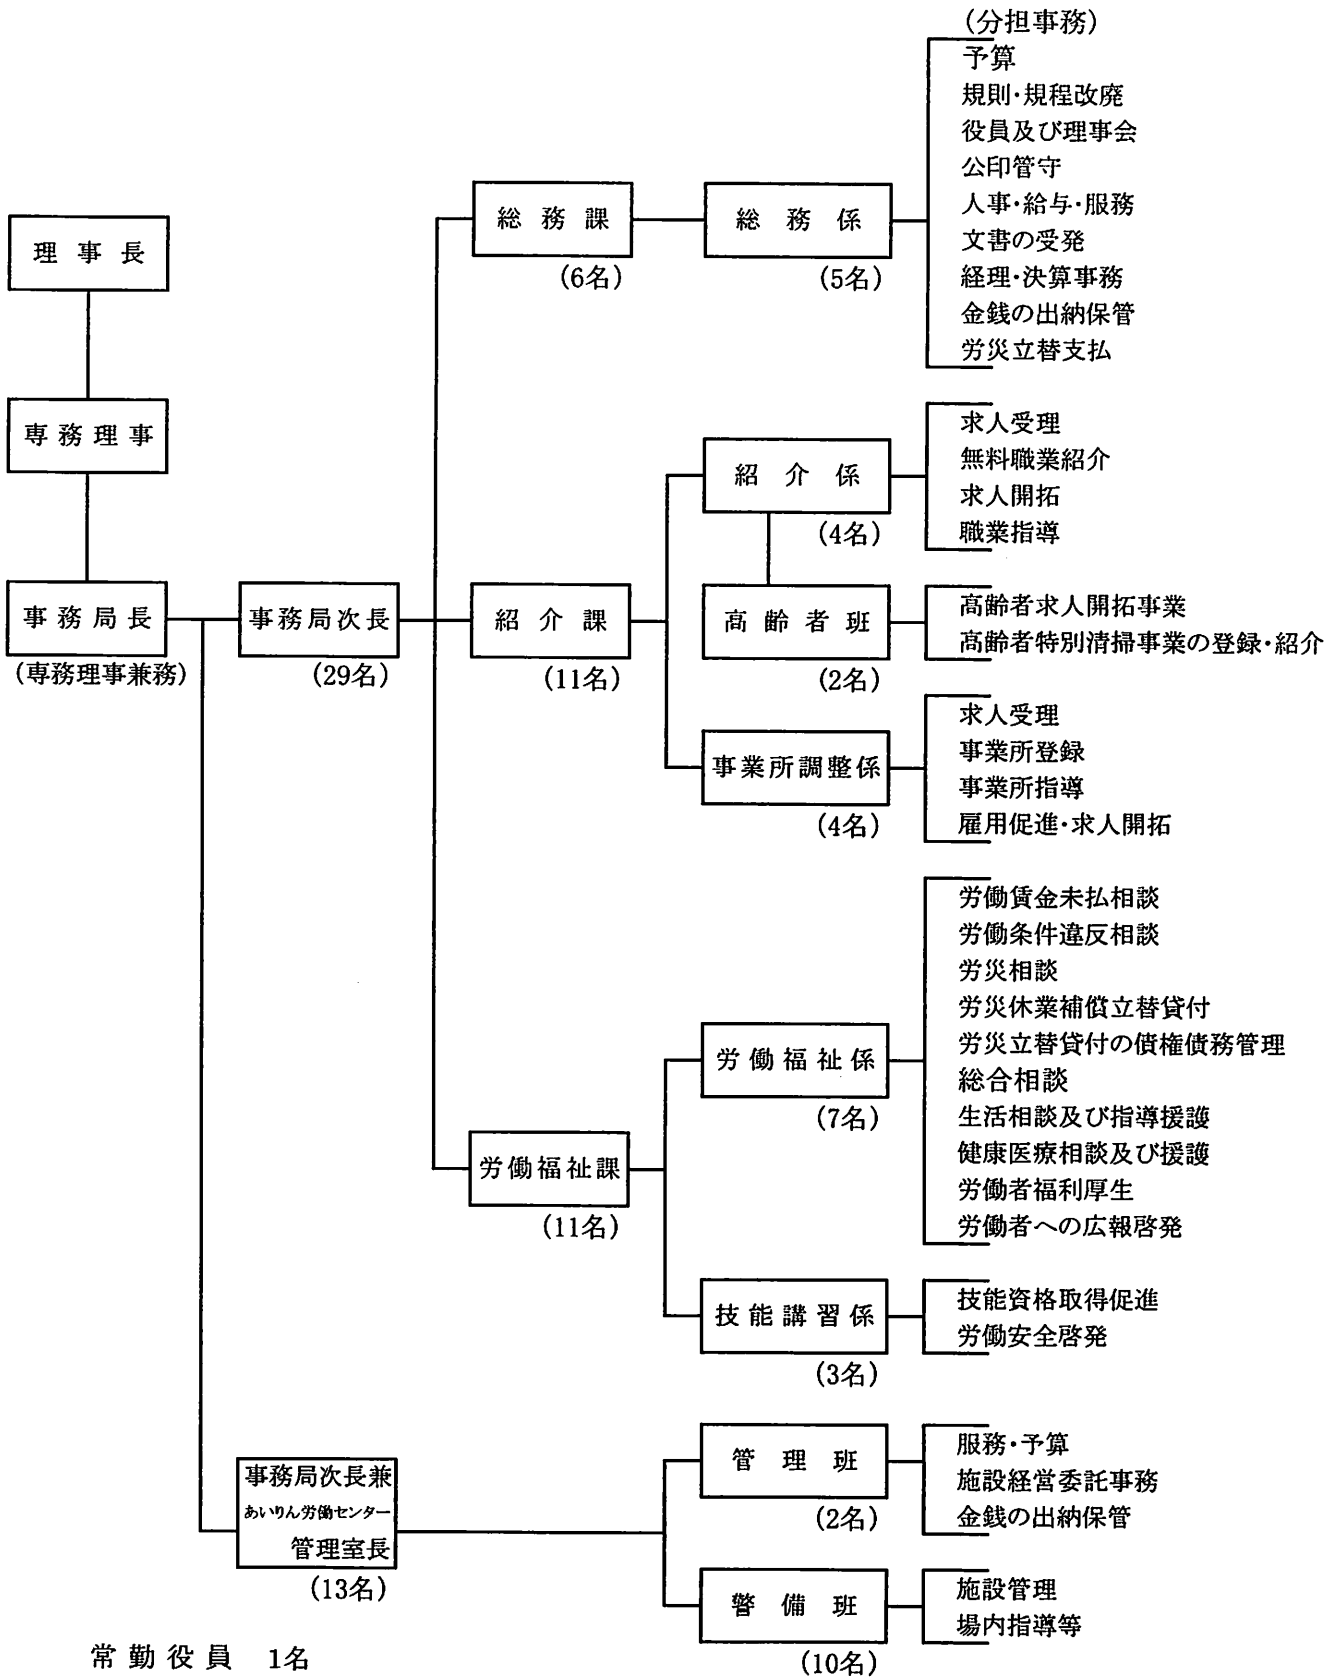 理事長
専務理事
事務局長
(専務理事兼務)
事務局次長
(29名)
総務課
(6名)
総務係
(5名)
(分担事務)
予算
規則・規程改廃
役員及び理事会
公印管守
人事・給与・服務
文書の受発
経理・決算事務
金銭の出納保管
労災立替支払
紹介課
(11名)
紹介係
(4名)
求人受理
無料職業紹介
求人開拓
職業指導
高齢者班
(2名)
高齢者求人開拓事業
高齢者特別清掃事業の登録・紹介
事業所調整係
(4名)
求人受理
事業所登録
事業所指導
雇用促進・求人開拓
労働福祉課
(11名)
労働福祉係
(7名)
労働賃金未払相談
労働条件違反相談
労災相談
労災休業補償立替貸付
労災立替貸付の債権債務管理
総合相談
生活相談及び指導援護
健康医療相談及び援護
労働者福利厚生
労働者への広報啓発
技能講習係
(3名)
技能資格取得促進
労働安全啓発
事務局次長兼
あいりん労働センター
管理室長
(13名)
管理班
(2名)
服務・予算
施設経営委託事務
金銭の出納保管
警備班
(10名)
施設管理
場内指導等
常勤役員 1名